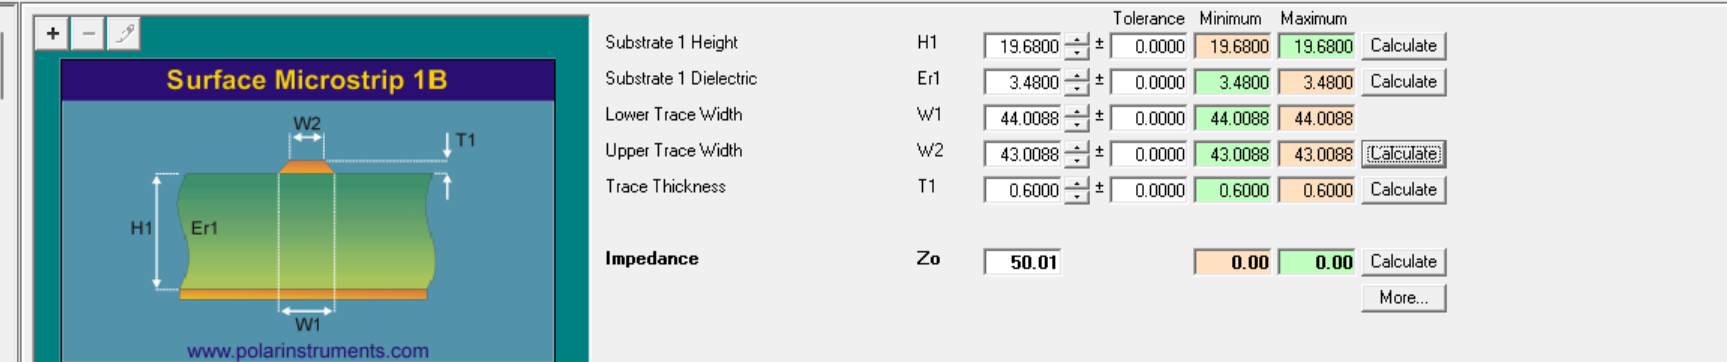 + −
Tolerance Minimum Maximum
Substrate 1 Height H1 19.6800 ± 0.0000 19.6800 19.6800 Calculate
Substrate 1 Dielectric Er1 3.4800 ± 0.0000 3.4800 3.4800 Calculate
Lower Trace Width W1 44.0088 ± 0.0000 44.0088 44.0088
Upper Trace Width W2 43.0088 ± 0.0000 43.0088 43.0088 Calculate
Trace Thickness T1 0.6000 ± 0.0000 0.6000 0.6000 Calculate
Impedance Zo 50.01 0.00 0.00 Calculate
More...
Surface Microstrip 1B
W2
T1
H1 Er1
W1
www.polarinstruments.com